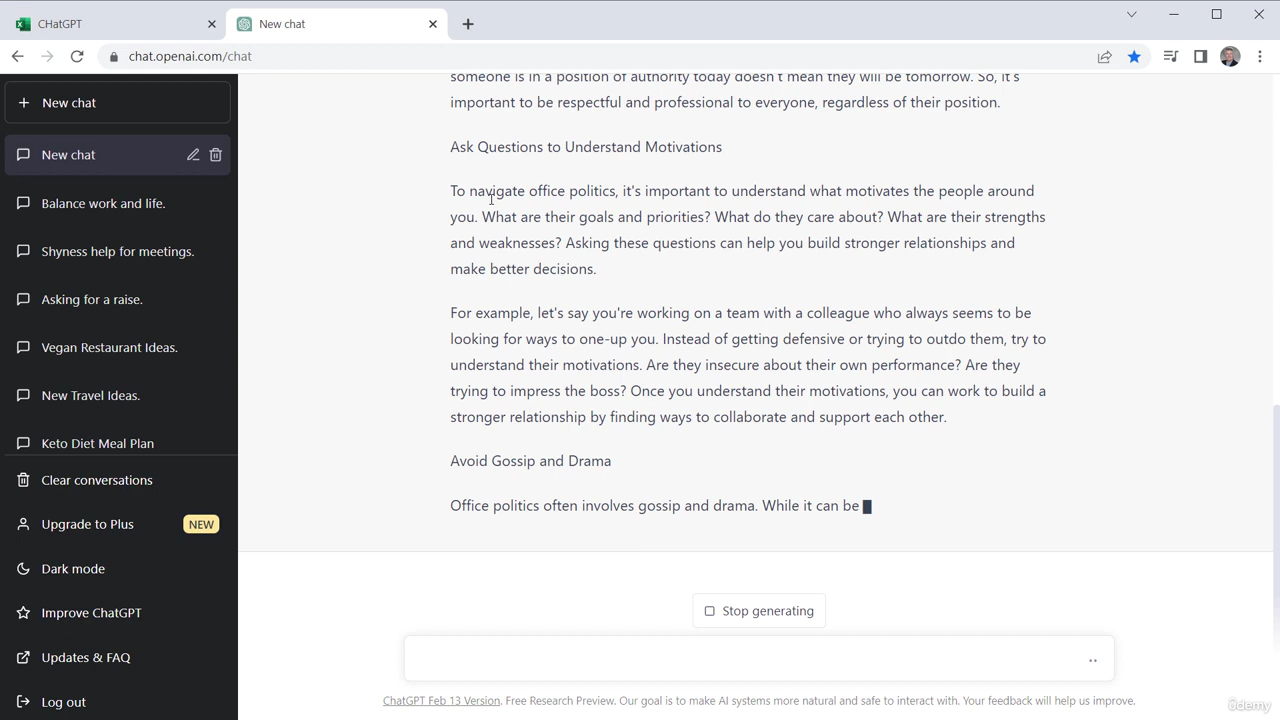 ChatGPT
New chat
chat.openai.com/chat
New chat
New chat
Balance work and life.
Shyness help for meetings.
Asking for a raise.
Vegan Restaurant Ideas.
New Travel Ideas.
Keto Diet Meal Plan
Clear conversations
Upgrade to Plus NEW
Dark mode
Improve ChatGPT
Updates & FAQ
Log out
someone is in a position of authority today doesn't mean they will be tomorrow. So, it's
important to be respectful and professional to everyone, regardless of their position.
Ask Questions to Understand Motivations
To navigate office politics, it's important to understand what motivates the people around
you. What are their goals and priorities? What do they care about? What are their strengths
and weaknesses? Asking these questions can help you build stronger relationships and
make better decisions.
For example, let's say you're working on a team with a colleague who always seems to be
looking for ways to one-up you. Instead of getting defensive or trying to outdo them, try to
understand their motivations. Are they insecure about their own performance? Are they
trying to impress the boss? Once you understand their motivations, you can work to build a
stronger relationship by finding ways to collaborate and support each other.
Avoid Gossip and Drama
Office politics often involves gossip and drama. While it can be
Stop generating
ChatGPT Feb 13 Version. Free Research Preview. Our goal is to make AI systems more natural and safe to interact with. Your feedback will help us improve.
ûdemy